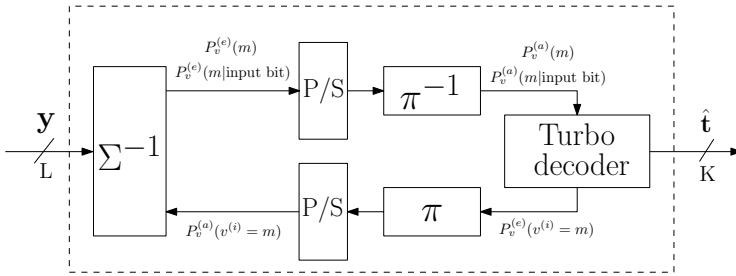 P_v^{(e)}(m)
P_v^{(e)}(m|input bit)
P_v^{(a)}(m)
P_v^{(a)}(m|input bit)
P/S
π^{−1}
y
L
Σ^{−1}
Turbo
decoder
t̂
K
P/S
π
P_v^{(a)}(v^{(i)} = m)
P_v^{(e)}(v^{(i)} = m)